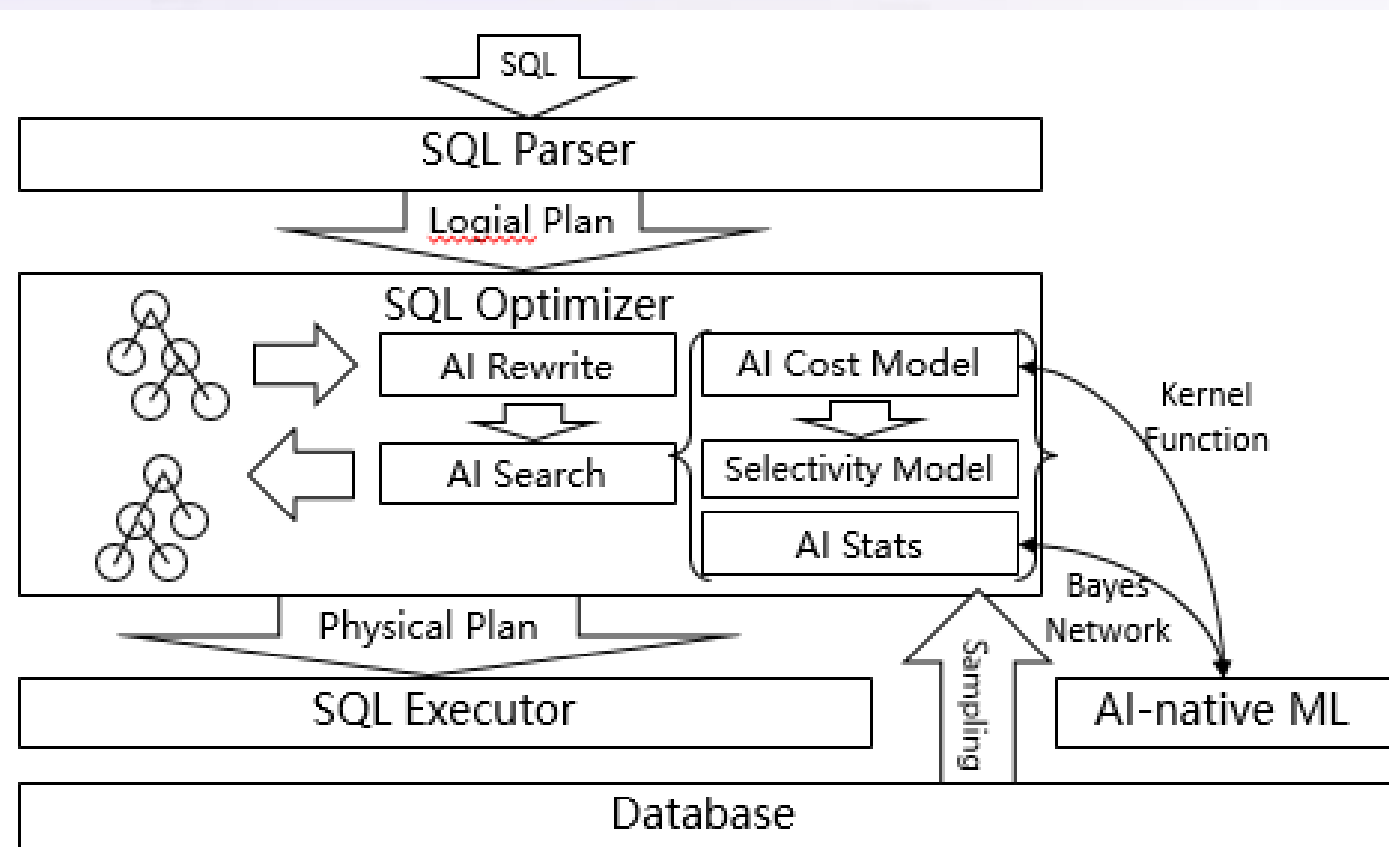 SQL
SQL Parser
Logial Plan
SQL Optimizer
AI Rewrite
AI Cost Model
AI Search
Selectivity Model
AI Stats
Kernel
Function
Bayes
Network
Physical Plan
Sampling
SQL Executor
AI-native ML
Database